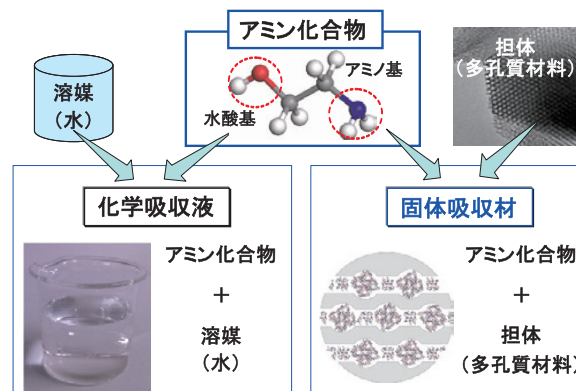 アミン化合物
溶媒
(水)
アミノ基
水酸基
担体
(多孔質材料)
化学吸収液
アミン化合物
+
溶媒
(水)
固体吸収材
アミン化合物
+
担体
(多孔質材料)